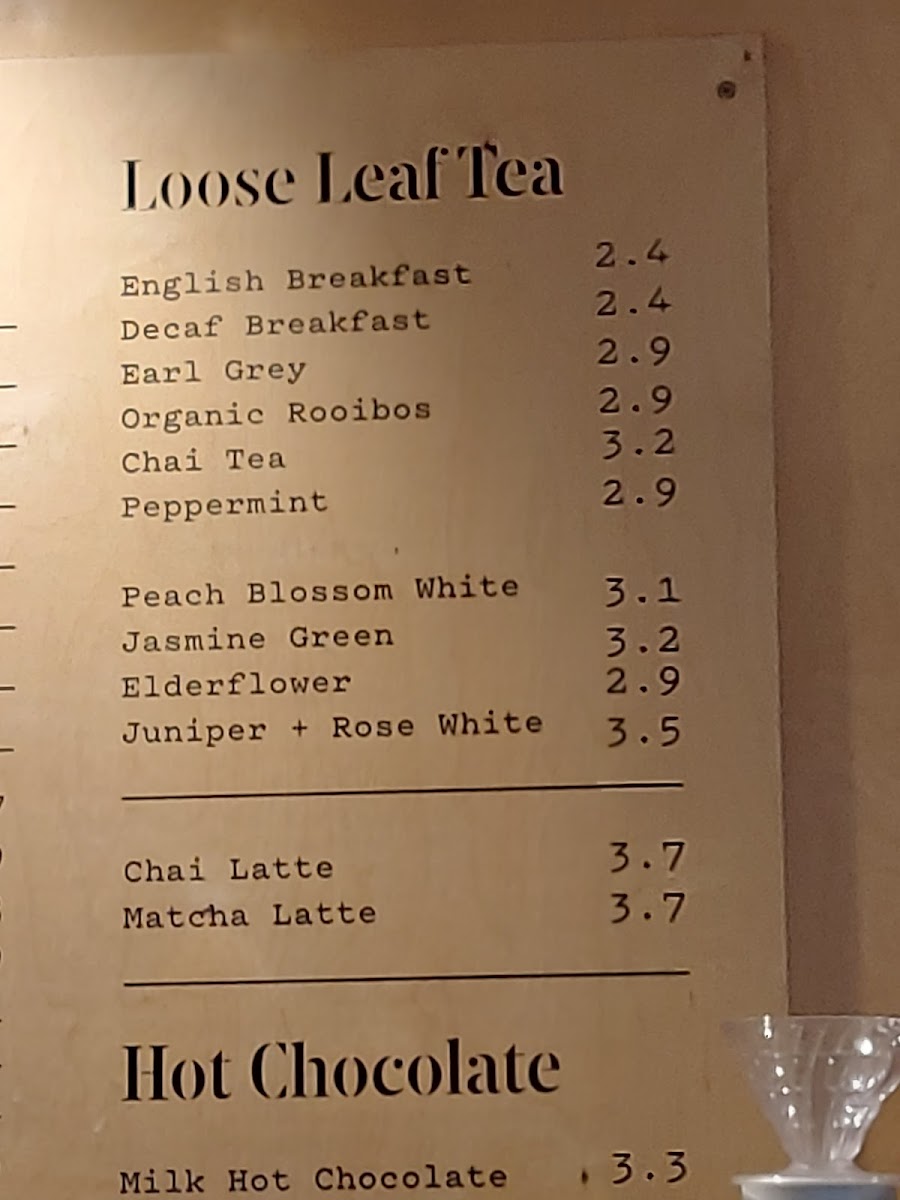 Loose Leaf Tea
English Breakfast 2.4
Decaf Breakfast 2.4
Earl Grey 2.9
Organic Rooibos 2.9
Chai Tea 3.2
Peppermint 2.9
Peach Blossom White 3.1
Jasmine Green 3.2
Elderflower 2.9
Juniper + Rose White 3.5
Chai Latte 3.7
Matcha Latte 3.7
Hot Chocolate
Milk Hot Chocolate 3.3